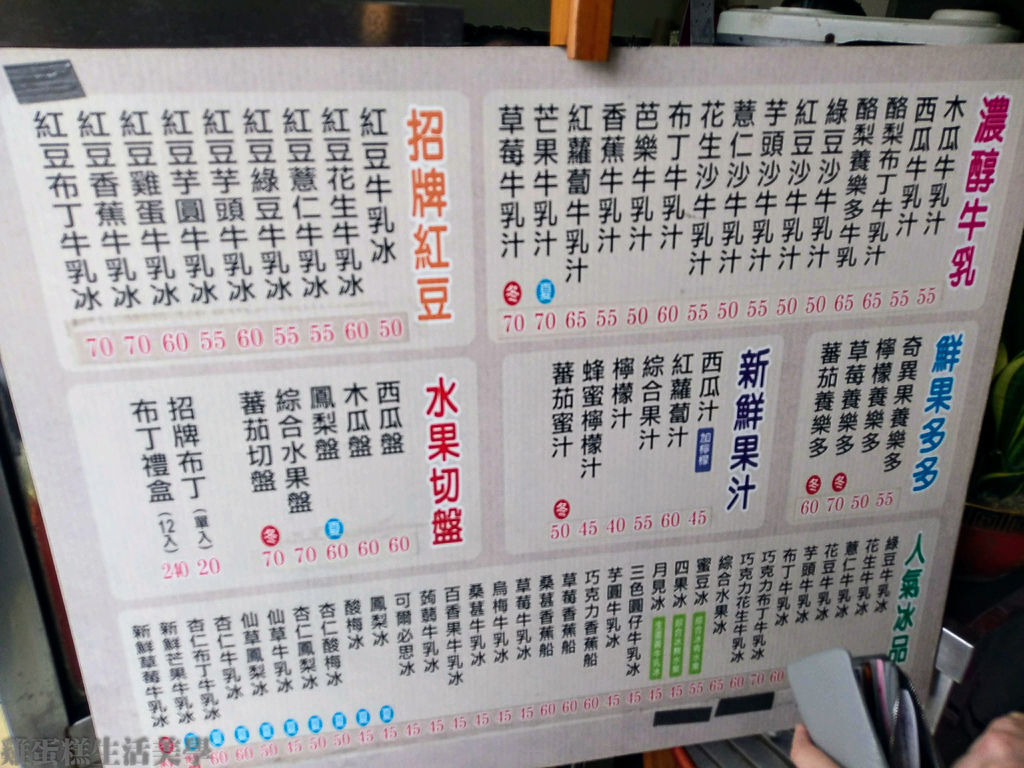 濃醇牛乳
木瓜牛乳汁
西瓜牛乳汁
酪梨布丁牛乳汁
酪梨養樂多牛乳
綠豆沙牛乳汁
紅豆沙牛乳汁
芋頭沙牛乳汁
薏仁沙牛乳汁
花生沙牛乳汁
布丁牛乳汁
芭樂牛乳汁
香蕉牛乳汁
紅蘿蔔牛乳汁
芒果牛乳汁 夏
草莓牛乳汁 冬
70 70 65 55 50 60 55 50 55 50 50 65 65 55 55
招牌紅豆
紅豆牛乳冰
紅豆花生牛乳冰
紅豆薏仁牛乳冰
紅豆綠豆牛乳冰
紅豆芋頭牛乳冰
紅豆芋圓牛乳冰
紅豆雞蛋牛乳冰
紅豆香蕉牛乳冰
紅豆布丁牛乳冰
70 70 60 55 60 55 55 60 50
鮮果多多
奇異果養樂多
檸檬養樂多
草莓養樂多 冬
蕃茄養樂多 冬
60 70 50 55
新鮮果汁
西瓜汁 加檸檬
紅蘿蔔汁
綜合果汁
檸檬汁
蜂蜜檸檬汁
蕃茄蜜汁 冬
50 45 40 55 60 45
水果切盤
西瓜盤
木瓜盤
鳳梨盤 夏
綜合水果盤
蕃茄切盤 冬
70 70 60 60 60
招牌布丁(單入) 20
布丁禮盒(12入) 240
人氣冰品
綠豆牛乳冰
花生牛乳冰
薏仁牛乳冰
花豆牛乳冰
芋頭牛乳冰
布丁牛乳冰
巧克力布丁牛乳冰
巧克力花生牛乳冰
綜合水果冰
蜜豆冰
四果冰
月見冰
三色圓仔牛乳冰
芋圓牛乳冰
巧克力香蕉船
草莓香蕉船
桑葚香蕉船
草莓牛乳冰
烏梅牛乳冰
桑葚牛乳冰
百香果牛乳冰
蒟蒻牛乳冰
可爾必思冰
鳳梨冰 夏
酸梅冰 夏
杏仁酸梅冰 夏
杏仁鳳梨冰 夏
仙草牛乳冰 夏
仙草鳳梨冰 夏
杏仁牛乳冰 夏
杏仁布丁牛乳冰
新鮮芒果牛乳冰
新鮮草莓牛乳冰
雞蛋糕生活美學